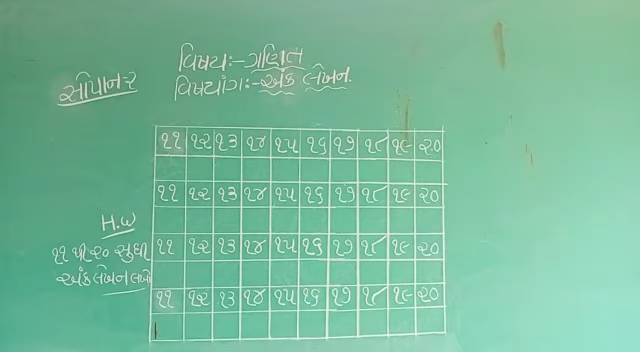 વિષય:-ગણિત
સોપાન-૨
વિષયાંગ:-અંક લેખન.
૧૧ ૧૨ ૧૩ ૧૪ ૧૫ ૧૬ ૧૭ ૧૮ ૧૯ ૨૦
૧૧ ૧૨ ૧૩ ૧૪ ૧૫ ૧૬ ૧૭ ૧૮ ૧૯ ૨૦
H.W
૧૧ થી ૨૦ સુધી
અંક લેખન લખો
૧૧ ૧૨ ૧૩ ૧૪ ૧૫ ૧૬ ૧૭ ૧૮ ૧૯ ૨૦
૧૧ ૧૨ ૧૩ ૧૪ ૧૫ ૧૬ ૧૭ ૧૮ ૧૯ ૨૦